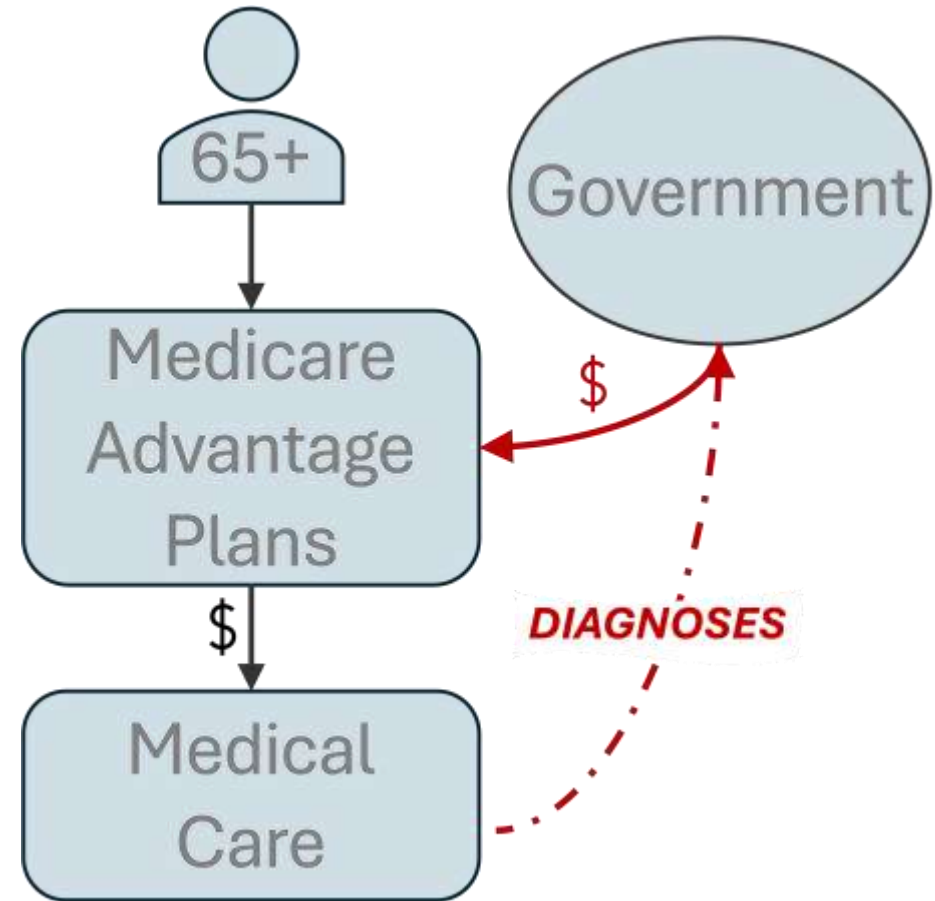 65+
Government
Medicare
Advantage
Plans
$
$
DIAGNOSES
Medical
Care